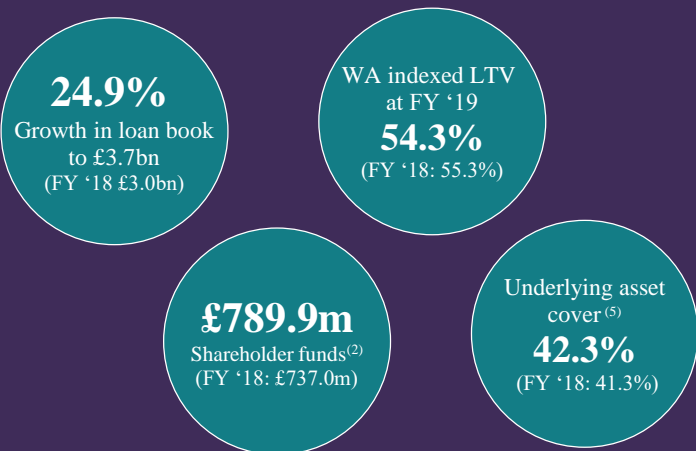 24.9%
Growth in loan book
to £3.7bn
(FY ‘18 £3.0bn)
WA indexed LTV
at FY ‘19
54.3%
(FY ‘18: 55.3%)
£789.9m
Shareholder funds(2)
(FY ‘18: £737.0m)
Underlying asset
cover (5)
42.3%
(FY ‘18: 41.3%)